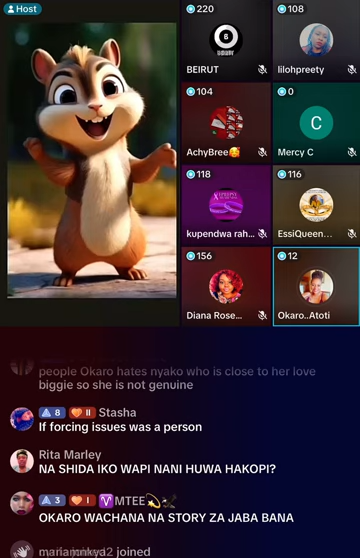 Host
220
BEIRUT
108
lilohpreety
104
AchyBree🥰
0
C
Mercy C
118
kupendwa rah...
116
EssiQueen...
156
Diana Rose...
12
Okaro..Atoti
people Okaro hates nyako who is close to her love
biggie so she is not genuine
8 II Stasha
If forcing issues was a person
Rita Marley
NA SHIDA IKO WAPI NANI HUWA HAKOPI?
3 I ♈MTEE💫
OKARO WACHANA NA STORY ZA JABA BANA
joined